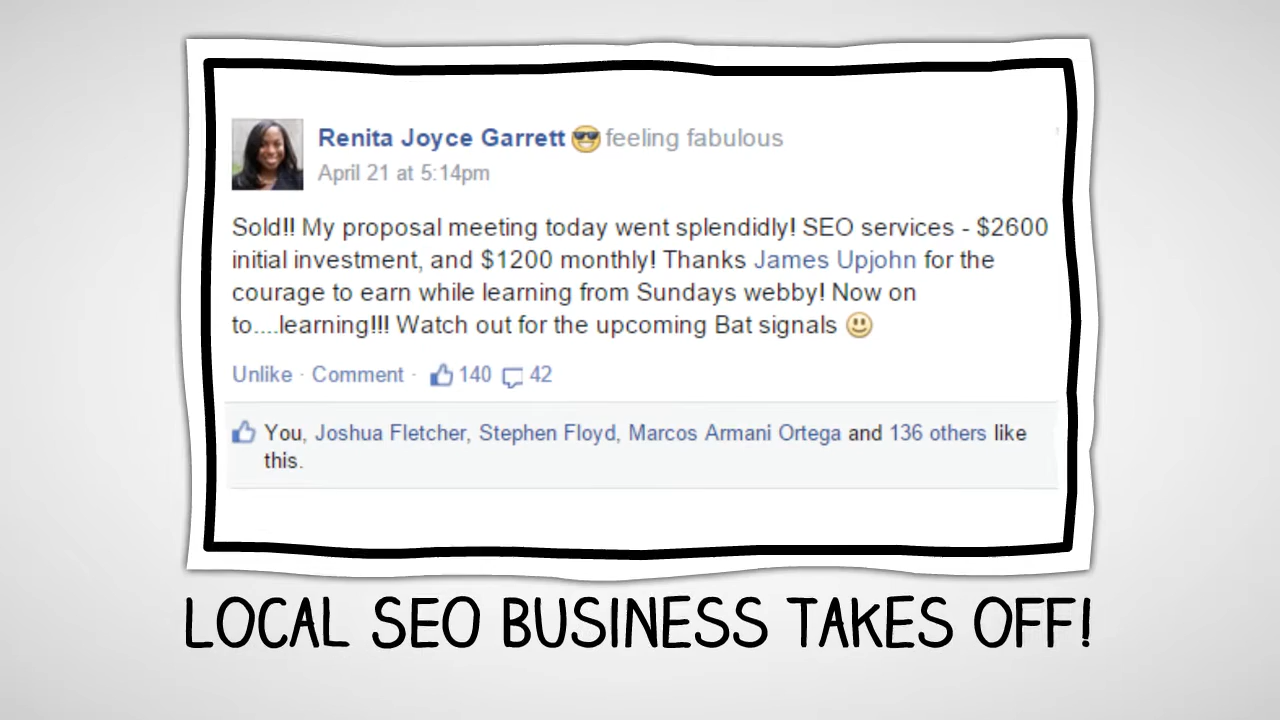 Renita Joyce Garrett 😎 feeling fabulous
April 21 at 5:14pm
Sold!! My proposal meeting today went splendidly! SEO services - $2600
initial investment, and $1200 monthly! Thanks James Upjohn for the
courage to earn while learning from Sundays webby! Now on
to....learning!!! Watch out for the upcoming Bat signals 😃
Unlike · Comment · 140 42
You, Joshua Fletcher, Stephen Floyd, Marcos Armani Ortega and 136 others like
this.
LOCAL SEO BUSINESS TAKES OFF!